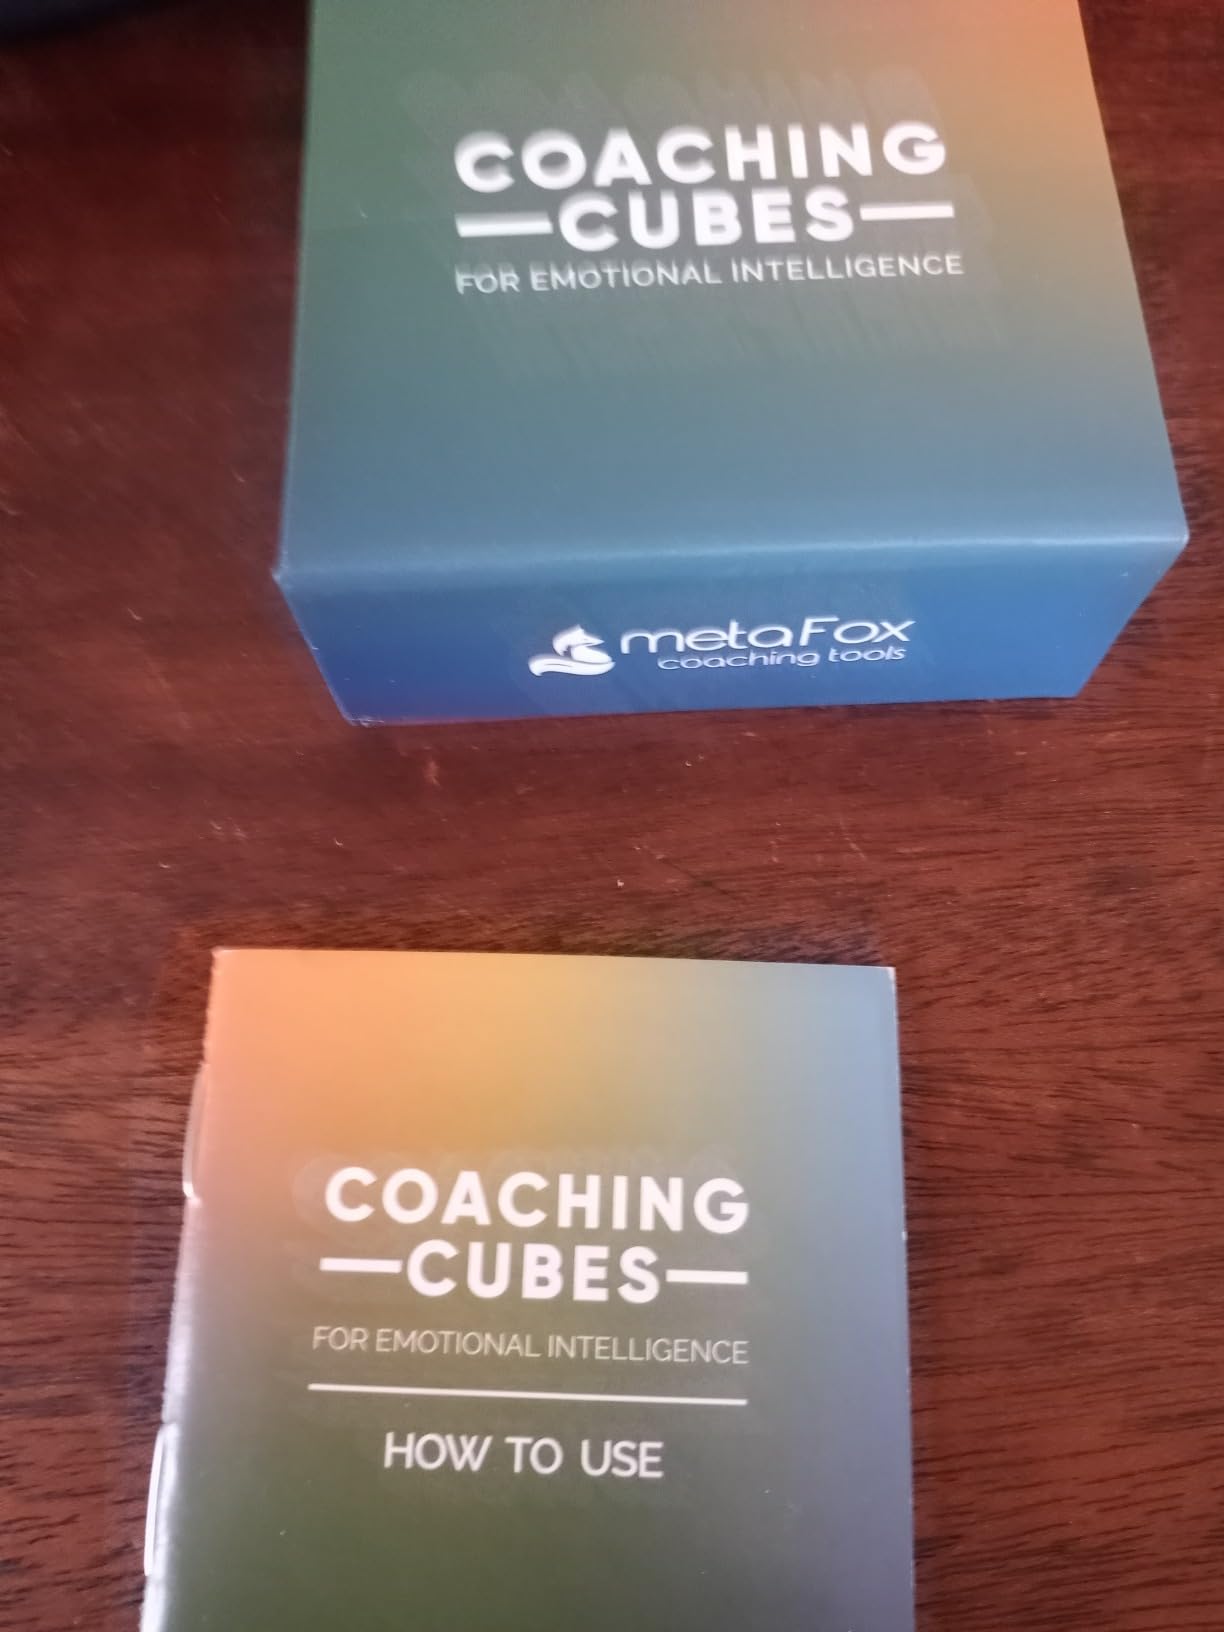 COACHING
CUBES
FOR EMOTIONAL INTELLIGENCE
metaFox
coaching tools
COACHING
CUBES
FOR EMOTIONAL INTELLIGENCE
HOW TO USE